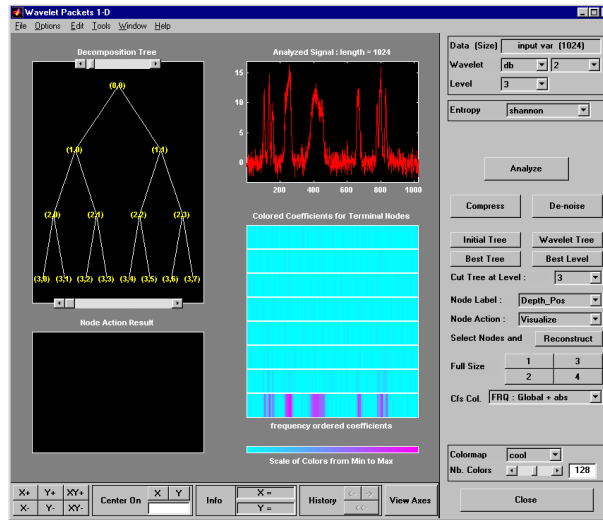 Wavelet Packets 1-D
File Options Edit Tools Window Help
Decomposition Tree
(0,0)
(1,0) (1,1)
(2,0) (2,1) (2,2) (2,3)
(3,0) (3,1) (3,2) (3,3) (3,4) (3,5) (3,6) (3,7)
Node Action Result
Analyzed Signal : length = 1024
15
10
5
0
200 400 600 800 1000
Colored Coefficients for Terminal Nodes
frequency ordered coefficients
Scale of Colors from Min to Max
Data (Size) input var (1024)
Wavelet db 2
Level 3
Entropy shannon
Analyze
Compress De-noise
Initial Tree Wavelet Tree
Best Tree Best Level
Cut Tree at Level : 3
Node Label : Depth_Pos
Node Action : Visualize
Select Nodes and Reconstruct
Full Size 1 3
2 4
Cfs Col. FRQ : Global + abs
Colormap cool
Nb. Colors 128
Close
X+ Y+ XY+
X- Y- XY-
Center On X Y
Info X =
Y =
History <- ->
<<-
View Axes